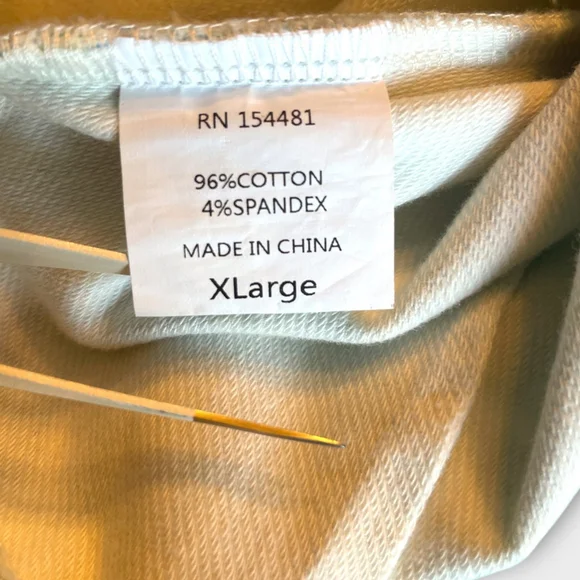 RN 154481
96%COTTON
4%SPANDEX
MADE IN CHINA
XLarge